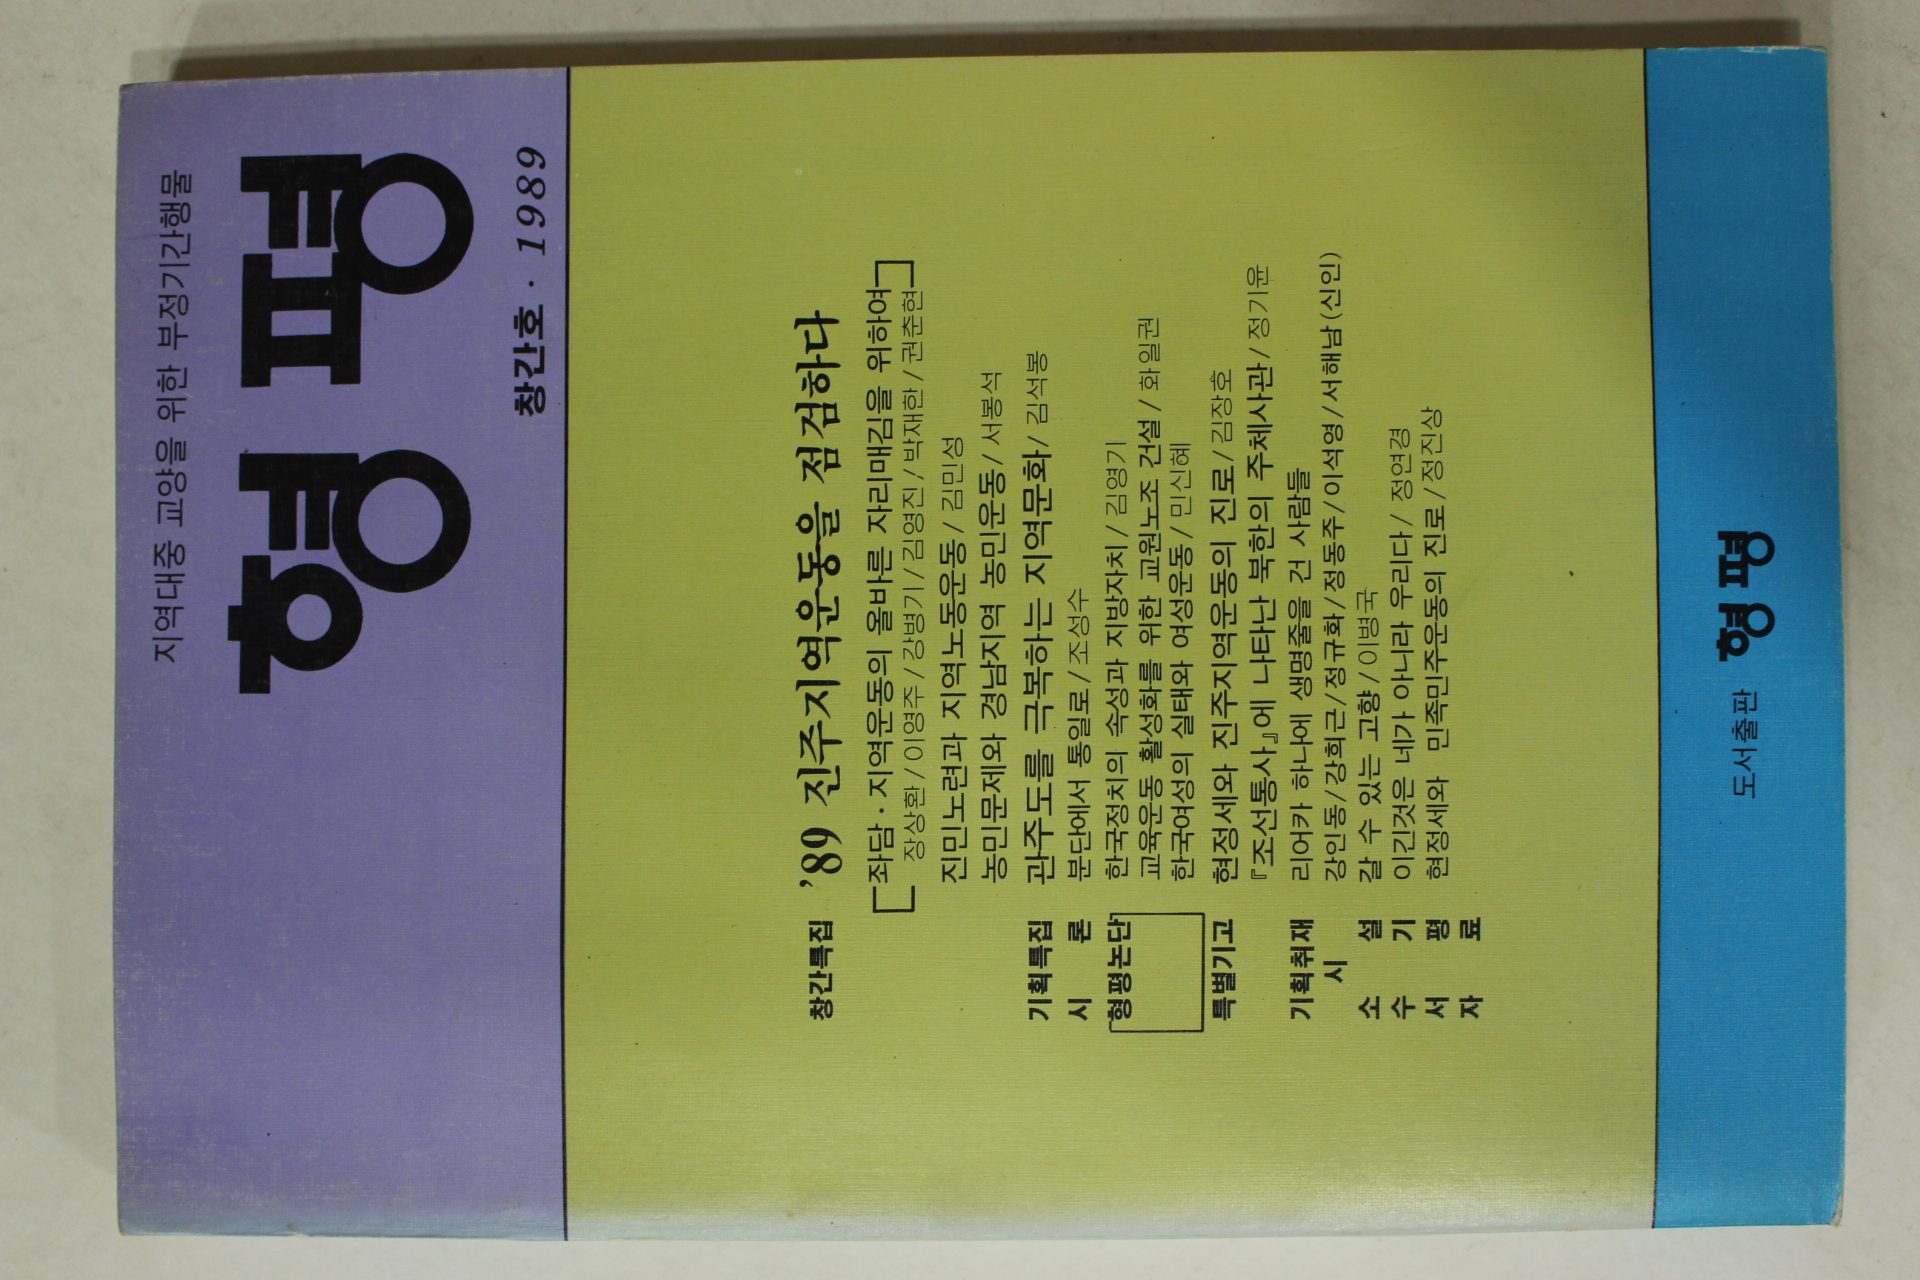 지역대중 교양을 위한 부정기간행물
형평
창간호 · 1989
창간특집 ’89 진주지역운동을 점검하다
좌담 · 지역운동의 올바른 자리매김을 위하여
장상환/이영주/강병기/김영진/박재한/권춘현
진민노련과 지역노동운동/김민성
농민문제와 경남지역 농민운동/서봉석
기획특집 관주도를 극복하는 지역문화/김석봉
시 론 분단에서 통일로/조성수
형평논단 한국정치의 속성과 지방자치/김영기
교육운동 활성화를 위한 교원노조 건설/화일권
한국여성의 실태와 여성운동/민신혜
특별기고 현정세와 진주지역운동의 진로/김장호
『조선통사』에 나타난 북한의 주체사관/정기윤
기획취재 리어카 하나에 생명줄을 건 사람들
시 강인동/강희근/정규화/정동주/이석영/서해남(신인)
소 설 갈 수 있는 고향/이병국
수 기 이긴것은 네가 아니라 우리다/정연경
서 평 현정세와 민족민주운동의 진로/정진상
자 료
도서출판 형평